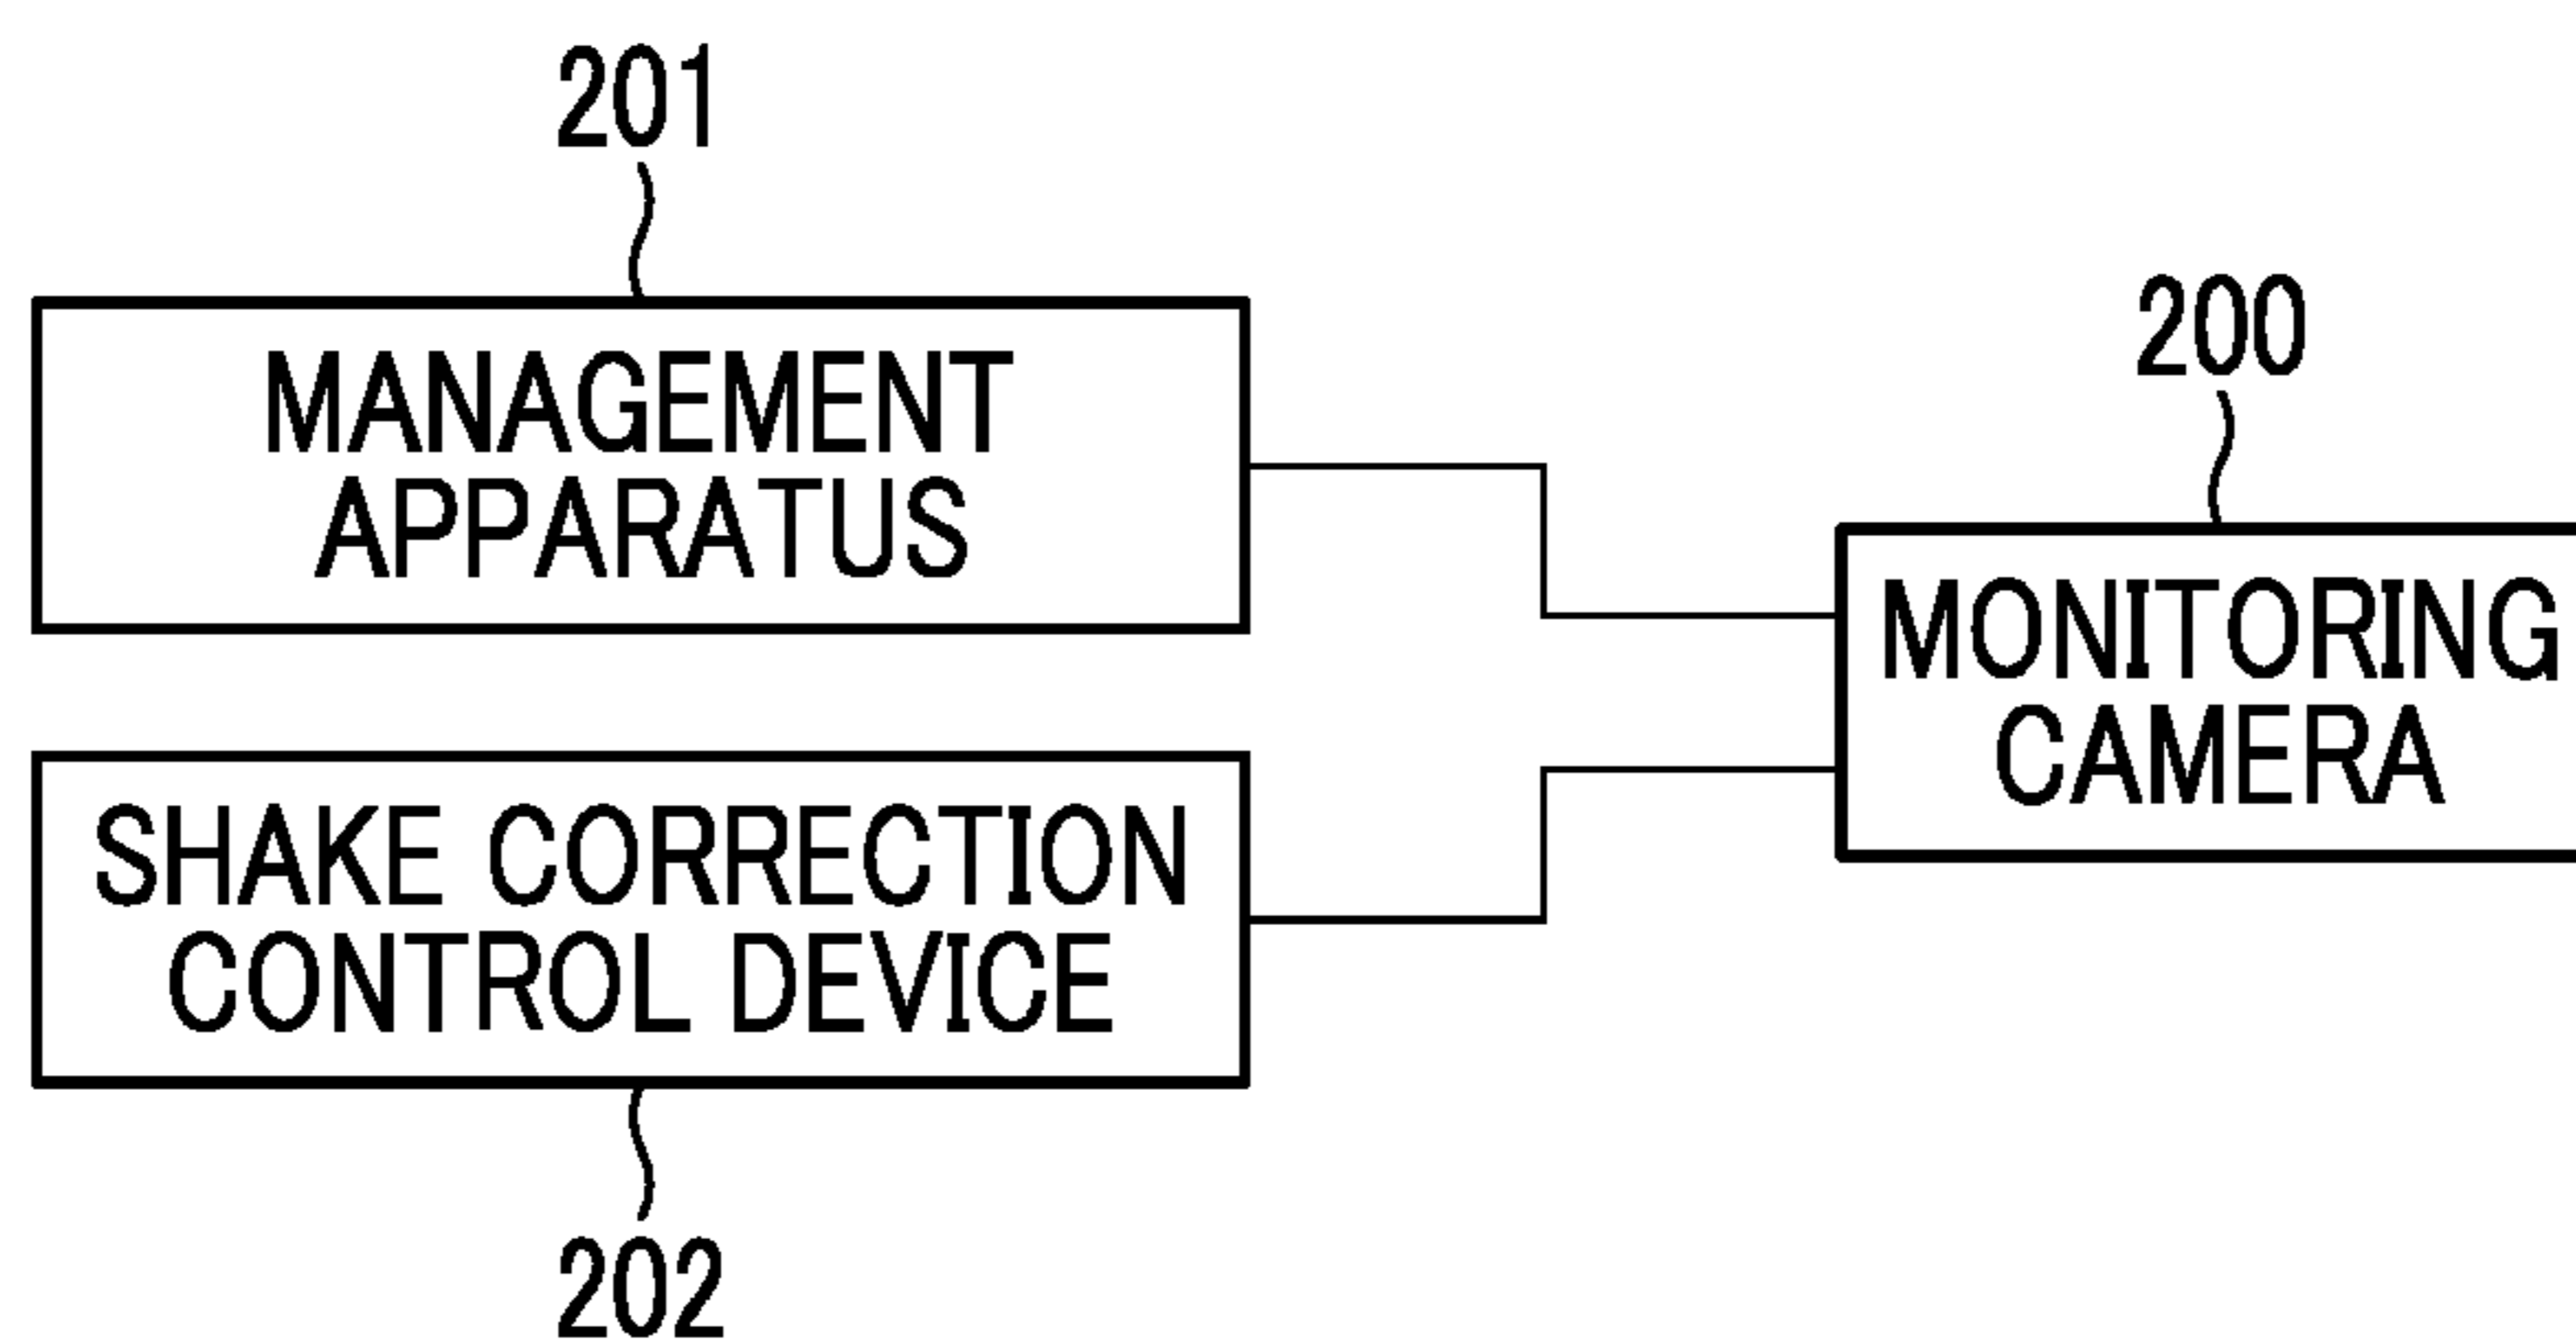 201
MANAGEMENT
APPARATUS
200
MONITORING
CAMERA
SHAKE CORRECTION
CONTROL DEVICE
202